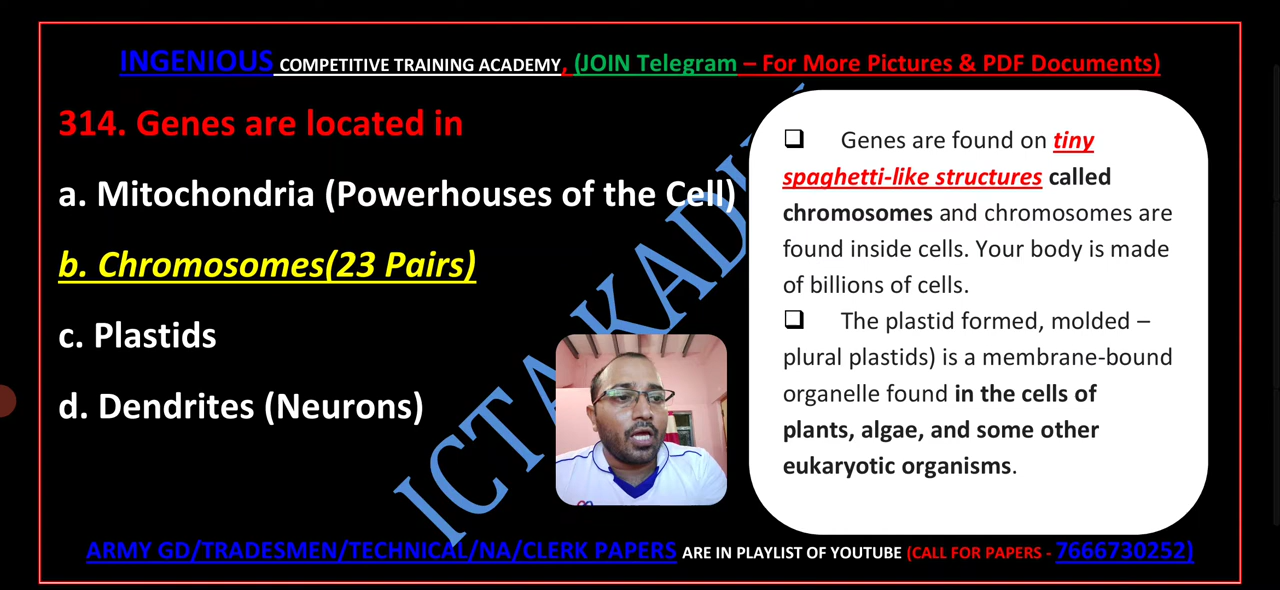 INGENIOUS COMPETITIVE TRAINING ACADEMY, (JOIN Telegram – For More Pictures & PDF Documents)
314. Genes are located in
a. Mitochondria (Powerhouses of the Cell)
b. Chromosomes(23 Pairs)
c. Plastids
d. Dendrites (Neurons)
Genes are found on tiny
spaghetti-like structures called
chromosomes and chromosomes are
found inside cells. Your body is made
of billions of cells.
The plastid formed, molded –
plural plastids) is a membrane-bound
organelle found in the cells of
plants, algae, and some other
eukaryotic organisms.
ARMY GD/TRADESMEN/TECHNICAL/NA/CLERK PAPERS ARE IN PLAYLIST OF YOUTUBE (CALL FOR PAPERS - 7666730252)